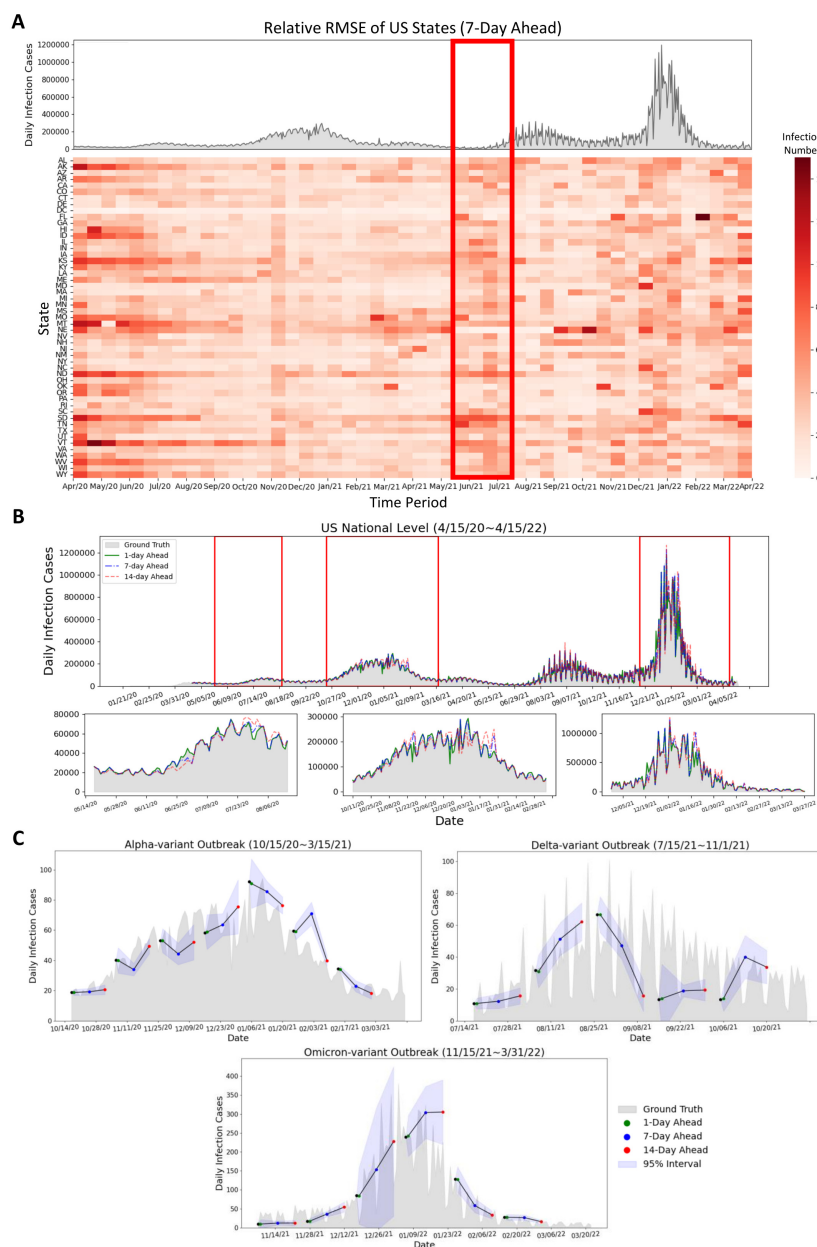 A
Relative RMSE of US States (7-Day Ahead)
Daily Infection Cases
1200000
1000000
800000
600000
400000
200000
0
Infection
Number
State
AL
AK
AZ
AR
CA
CO
CT
DE
DC
FL
GA
HI
ID
IL
IN
IA
KS
KY
LA
ME
MD
MA
MI
MN
MS
MO
MT
NE
NV
NH
NJ
NM
NY
NC
ND
OH
OK
OR
PA
RI
SC
SD
TN
TX
UT
VT
VA
WA
WV
WI
WY
Apr/20 May/20 Jun/20 Jul/20 Aug/20 Sep/20 Oct/20 Nov/20 Dec/20 Jan/21 Feb/21 Mar/21 Apr/21 May/21 Jun/21 Jul/21 Aug/21 Sep/21 Oct/21 Nov/21 Dec/21 Jan/22 Feb/22 Mar/22 Apr/22
Time Period
B
US National Level (4/15/20~4/15/22)
Daily Infection Cases
1200000
1000000
800000
600000
400000
200000
0
Ground Truth
1-day Ahead
7-day Ahead
14-day Ahead
01/21/20 02/25/20 03/31/20 05/05/20 06/09/20 07/14/20 08/18/20 09/22/20 10/27/20 12/01/20 01/05/21 02/09/21 03/16/21 04/20/21 05/25/21 06/29/21 08/03/21 09/07/21 10/12/21 11/16/21 12/21/21 01/25/22 03/01/22 04/05/22
80000
60000
40000
20000
0
05/14/20 05/28/20 06/11/20 06/25/20 07/09/20 07/23/20 08/06/20
300000
200000
100000
0
10/11/20 10/25/20 11/08/20 11/22/20 12/06/20 12/20/20 01/03/21 01/17/21 01/31/21 02/14/21 02/28/21
1000000
500000
0
12/05/21 12/19/21 01/02/22 01/16/22 01/30/22 02/13/22 02/27/22 03/13/22 03/27/22
Date
C
Alpha-variant Outbreak (10/15/20~3/15/21)
Daily Infection Cases
100
80
60
40
20
0
10/14/20 10/28/20 11/11/20 11/25/20 12/09/20 12/23/20 01/06/21 01/20/21 02/03/21 02/17/21 03/03/21
Date
Delta-variant Outbreak (7/15/21~11/1/21)
Daily Infection Cases
100
80
60
40
20
0
07/14/21 07/28/21 08/11/21 08/25/21 09/08/21 09/22/21 10/06/21 10/20/21
Date
Omicron-variant Outbreak (11/15/21~3/31/22)
Daily Infection Cases
400
350
300
250
200
150
100
50
0
11/14/21 11/28/21 12/12/21 12/26/21 01/09/22 01/23/22 02/06/22 02/20/22 03/06/22 03/20/22
Date
Ground Truth
1-Day Ahead
7-Day Ahead
14-Day Ahead
95% Interval